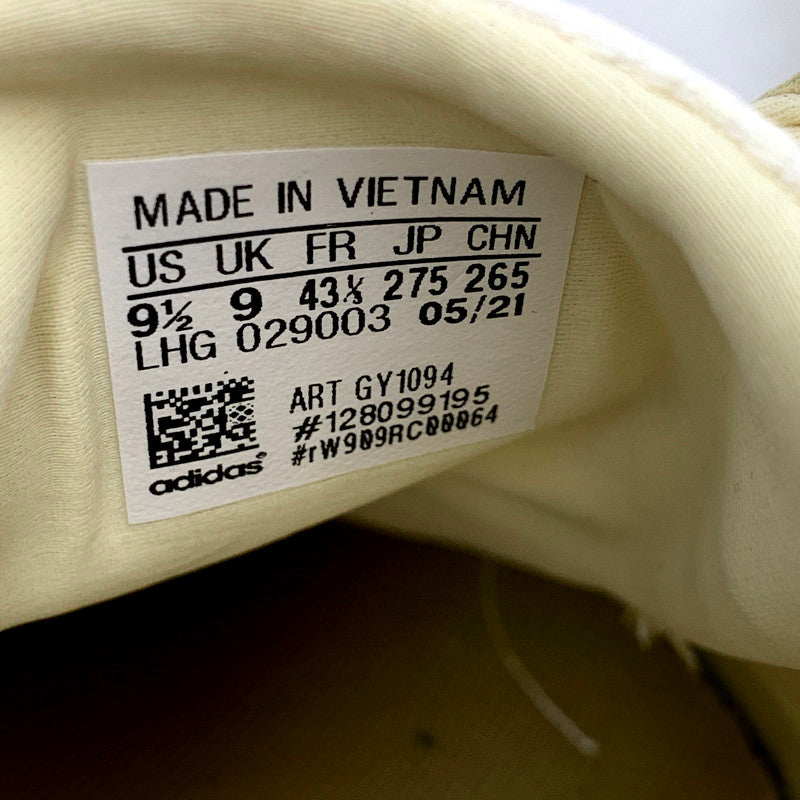 MADE IN VIETNAM
US UK FR JP CHN
9½ 9 43⅓ 275 265
LHG 029003 05/21
ART GY1094
#128099195
#rW909RC00064
adidas®